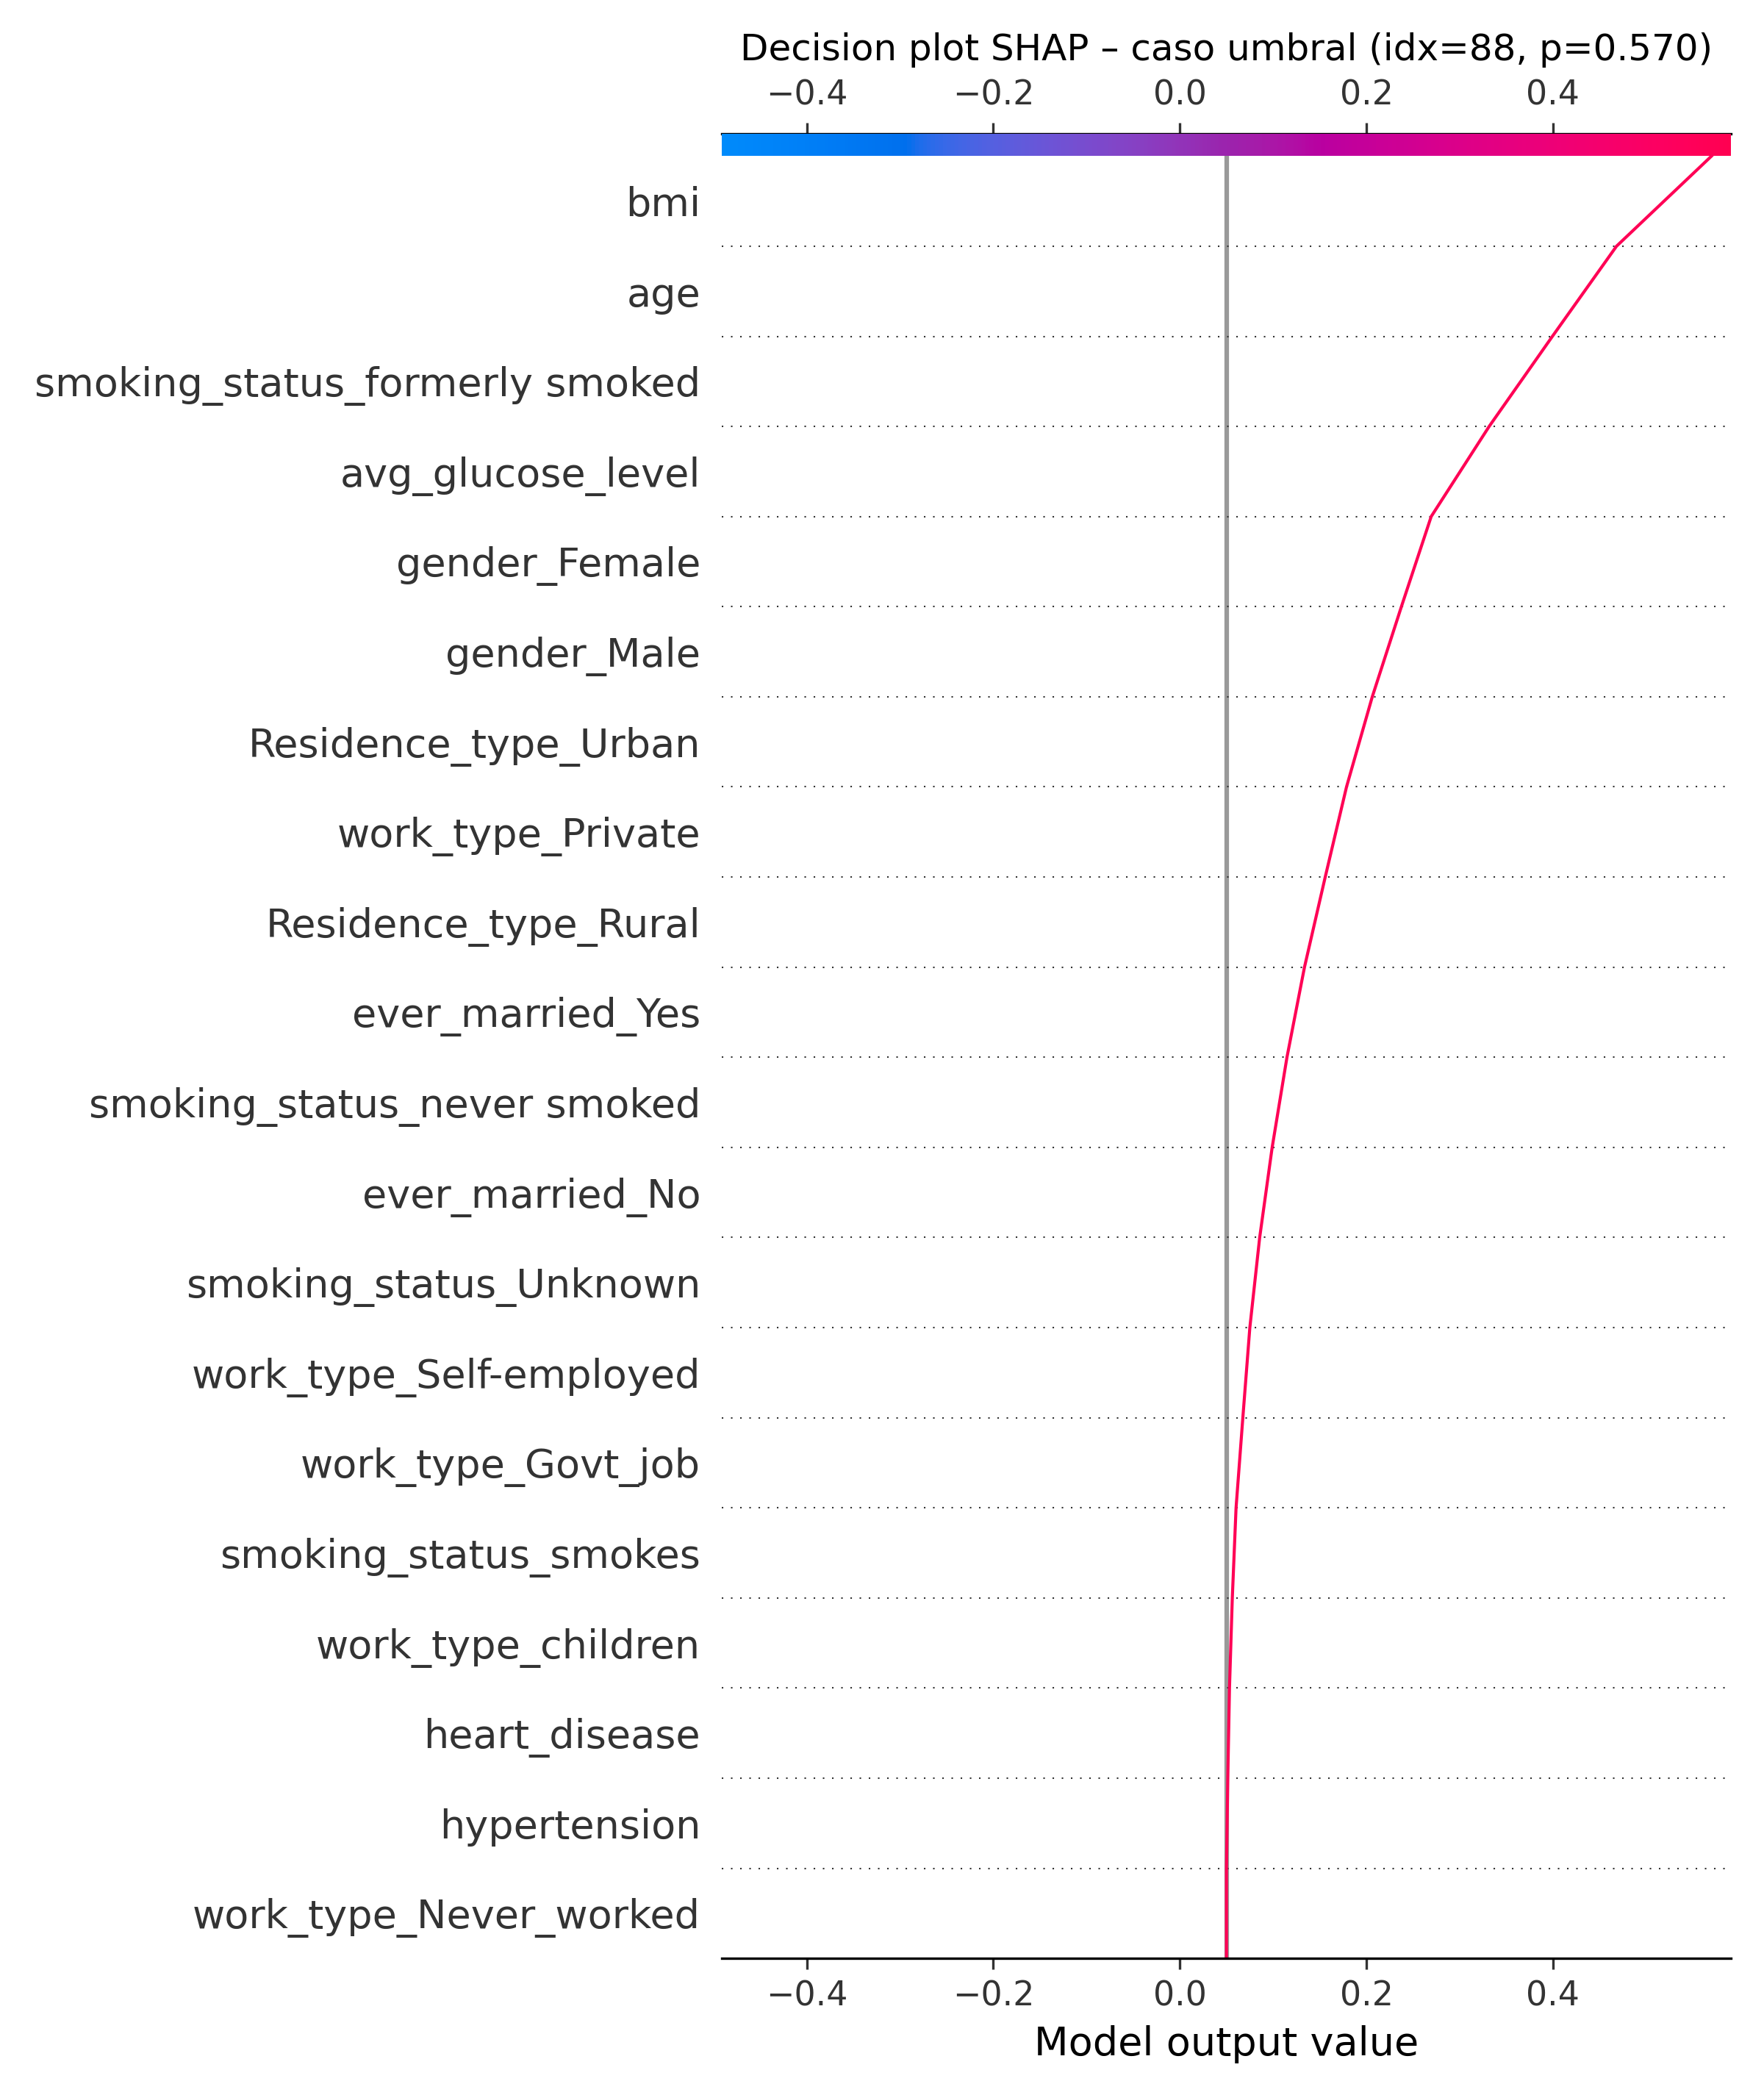 Decision plot SHAP – caso umbral (idx=88, p=0.570)
−0.4 −0.2 0.0 0.2 0.4
bmi
age
smoking_status_formerly smoked
avg_glucose_level
gender_Female
gender_Male
Residence_type_Urban
work_type_Private
Residence_type_Rural
ever_married_Yes
smoking_status_never smoked
ever_married_No
smoking_status_Unknown
work_type_Self-employed
work_type_Govt_job
smoking_status_smokes
work_type_children
heart_disease
hypertension
work_type_Never_worked
−0.4 −0.2 0.0 0.2 0.4
Model output value